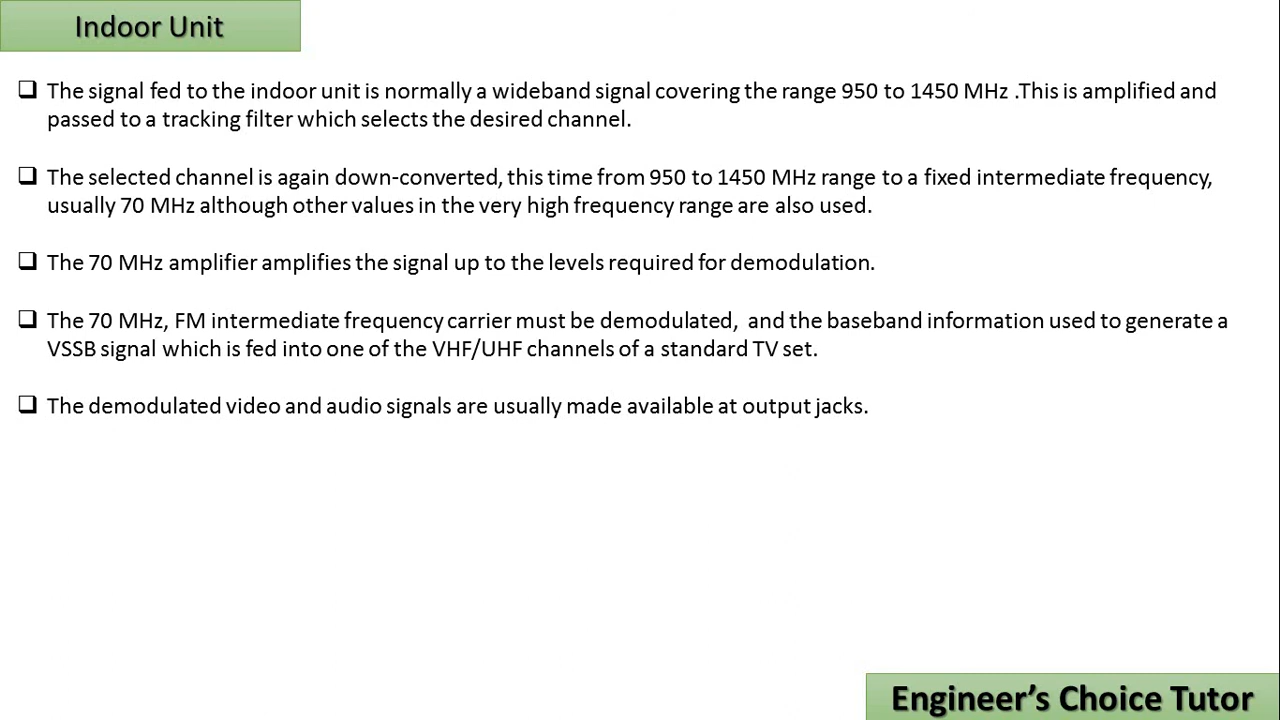 Indoor Unit
The signal fed to the indoor unit is normally a wideband signal covering the range 950 to 1450 MHz .This is amplified and
passed to a tracking filter which selects the desired channel.
The selected channel is again down-converted, this time from 950 to 1450 MHz range to a fixed intermediate frequency,
usually 70 MHz although other values in the very high frequency range are also used.
The 70 MHz amplifier amplifies the signal up to the levels required for demodulation.
The 70 MHz, FM intermediate frequency carrier must be demodulated,  and the baseband information used to generate a
VSSB signal which is fed into one of the VHF/UHF channels of a standard TV set.
The demodulated video and audio signals are usually made available at output jacks.
Engineer's Choice Tutor